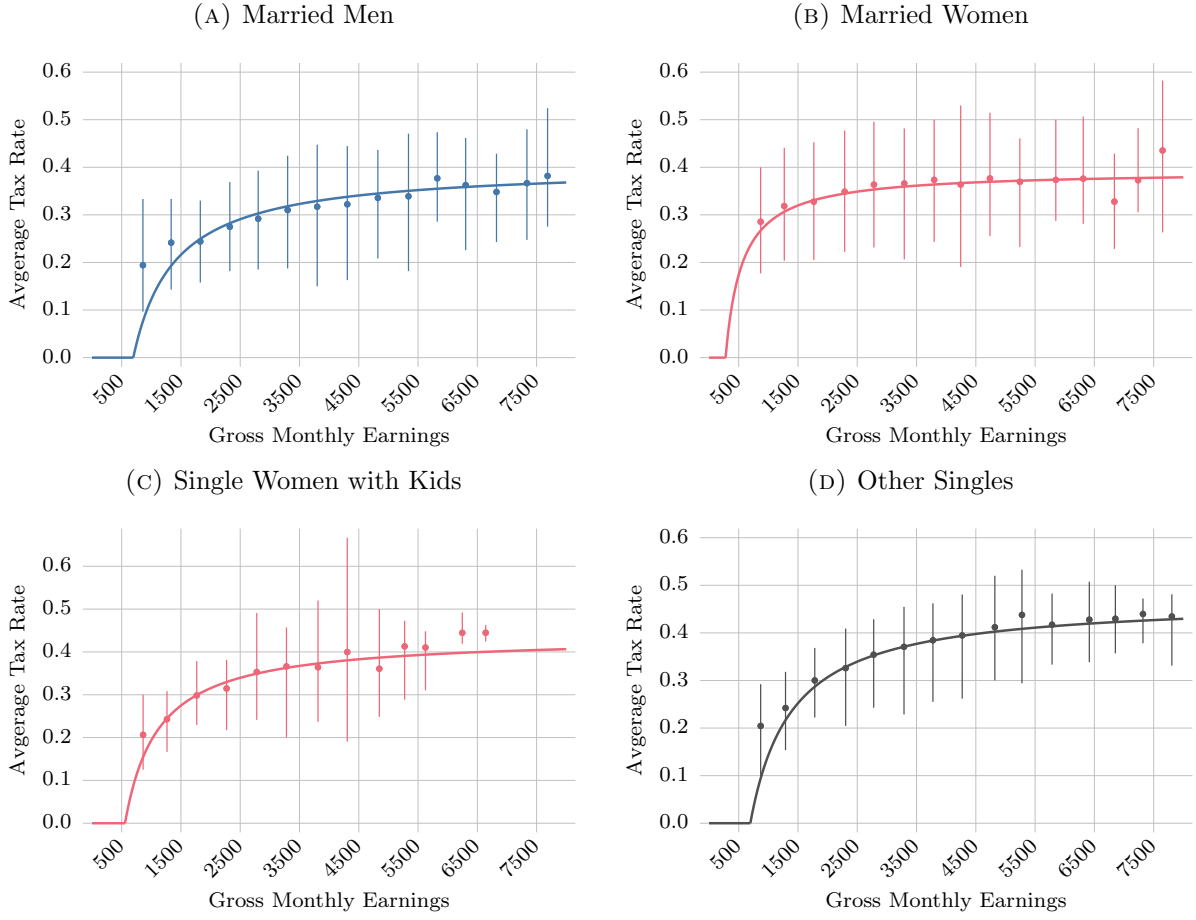 (A) Married Men
0.6
0.5
0.4
0.3
0.2
0.1
0.0
Avgerage Tax Rate
500 1500 2500 3500 4500 5500 6500 7500
Gross Monthly Earnings
(B) Married Women
0.6
0.5
0.4
0.3
0.2
0.1
0.0
Avgerage Tax Rate
500 1500 2500 3500 4500 5500 6500 7500
Gross Monthly Earnings
(C) Single Women with Kids
0.6
0.5
0.4
0.3
0.2
0.1
0.0
Avgerage Tax Rate
500 1500 2500 3500 4500 5500 6500 7500
Gross Monthly Earnings
(D) Other Singles
0.6
0.5
0.4
0.3
0.2
0.1
0.0
Avgerage Tax Rate
500 1500 2500 3500 4500 5500 6500 7500
Gross Monthly Earnings